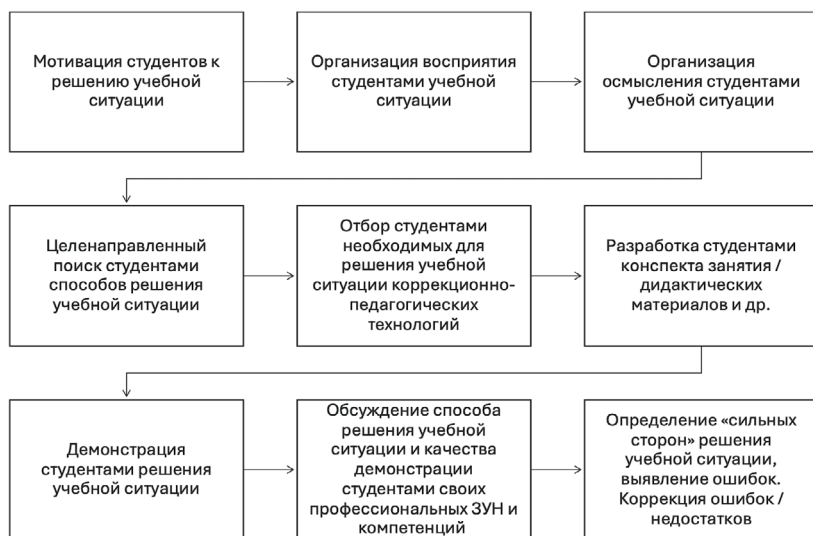 Мотивация студентов к
решению учебной
ситуации
Организация восприятия
студентами учебной
ситуации
Организация
осмысления студентами
учебной ситуации
Целенаправленный
поиск студентами
способов решения
учебной ситуации
Отбор студентами
необходимых для
решения учебной
ситуации коррекционно-
педагогических
технологий
Разработка студентами
конспекта занятия /
дидактических
материалов и др.
Демонстрация
студентами решения
учебной ситуации
Обсуждение способа
решения учебной
ситуации и качества
демонстрации
студентами своих
профессиональных ЗУН и
компетенций
Определение «сильных
сторон» решения
учебной ситуации,
выявление ошибок.
Коррекция ошибок /
недостатков